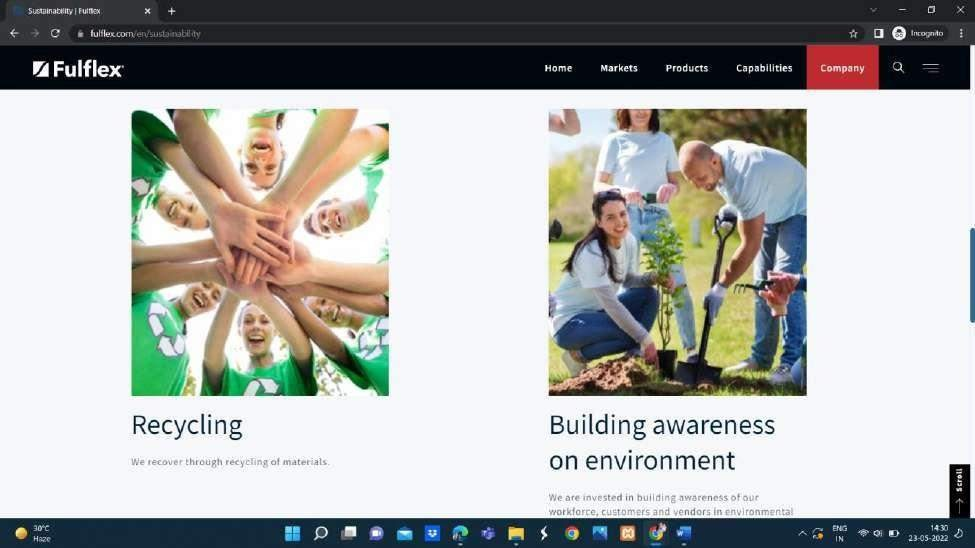 Sustainability | Fulflex
fulflex.com/en/sustainability
Incognito
Fulflex
Home Markets Products Capabilities Company
Recycling
We recover through recycling of materials.
Building awareness
on environment
We are invested in building awareness of our
workforce, customers and vendors in environmental
Scroll
30°C
Haze
ENG
IN
14:30
23-05-2022